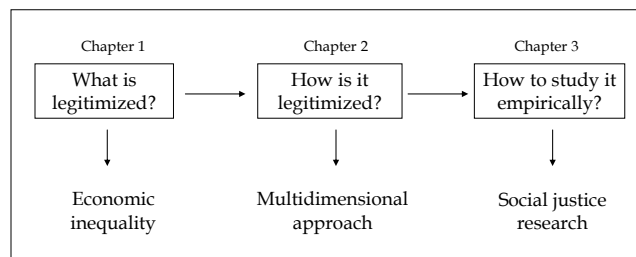 Chapter 1
Chapter 2
Chapter 3
What is
legitimized?
How is it
legitimized?
How to study it
empirically?
Economic
inequality
Multidimensional
approach
Social justice
research